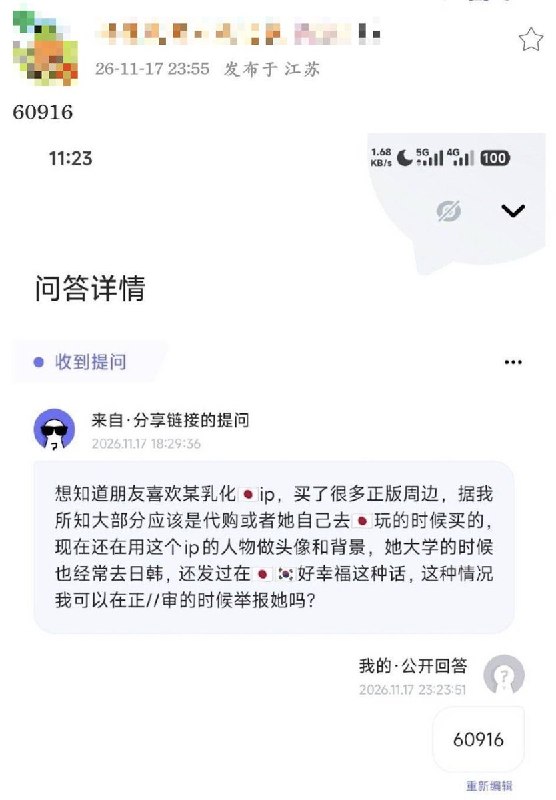 26-11-17 23:55 发布于 江苏
60916
11:23
1.68 KB/s 5G 4G 100
问答详情
收到提问
来自·分享链接的提问
2026.11.17 18:29:36
想知道朋友喜欢某乳化🇯🇵ip，买了很多正版周边，据我
所知大部分应该是代购或者她自己去🇯🇵玩的时候买的，
现在还在用这个ip的人物做头像和背景，她大学的时候
也经常去日韩，还发过在🇯🇵🇰🇷好幸福这种话，这种情况
我可以在正//审的时候举报她吗？
我的·公开回答
2026.11.17 23:23:51
60916
重新编辑